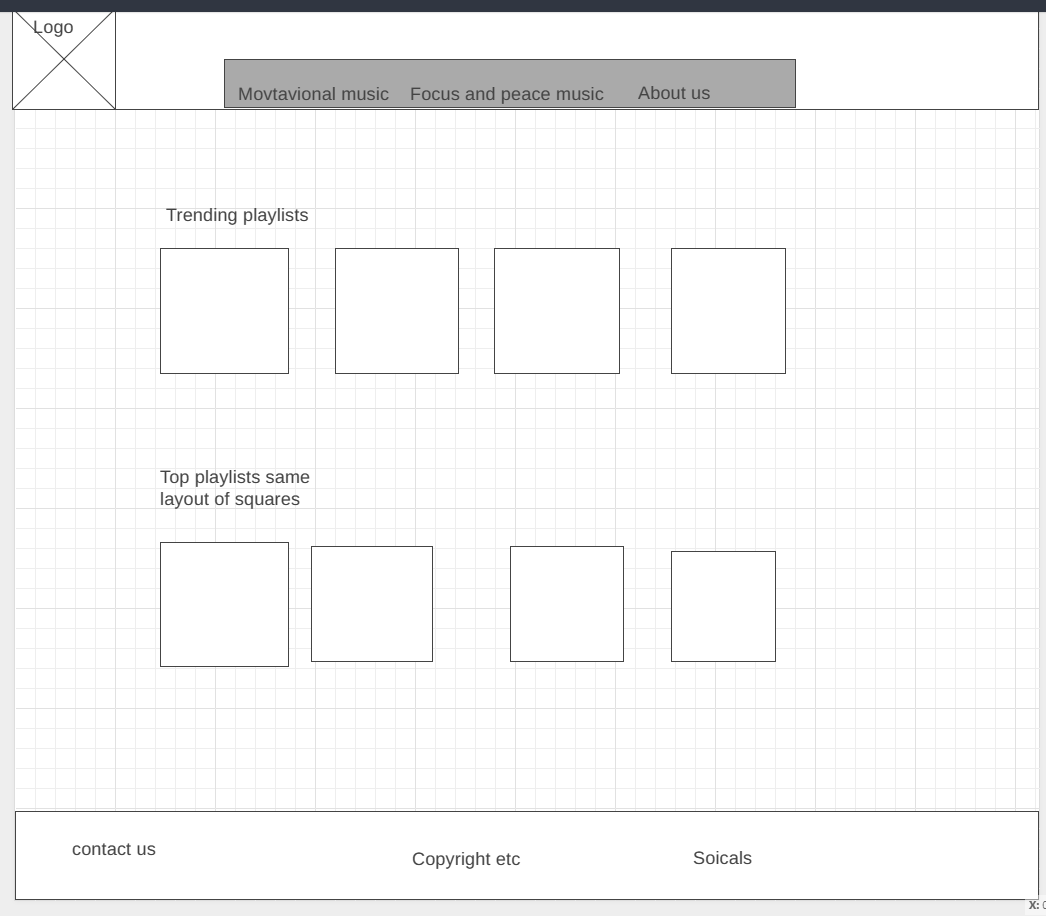 Logo
Movtavional music Focus and peace music About us
Trending playlists
Top playlists same
layout of squares
contact us
Copyright etc
Soicals
X: